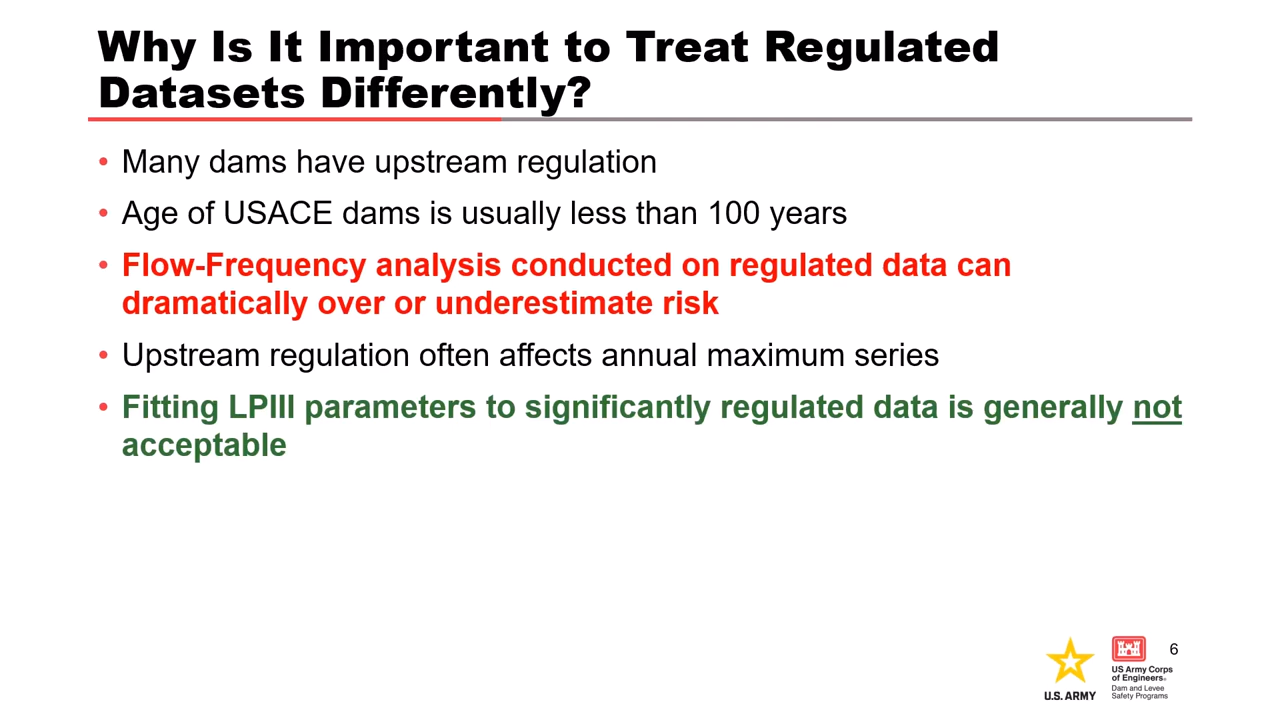 Why Is It Important to Treat Regulated
Datasets Differently?
• Many dams have upstream regulation
• Age of USACE dams is usually less than 100 years
• Flow-Frequency analysis conducted on regulated data can
dramatically over or underestimate risk
• Upstream regulation often affects annual maximum series
• Fitting LPIII parameters to significantly regulated data is generally not
acceptable
U.S. ARMY
US Army Corps
of Engineers®
Dam and Levee
Safety Programs
6